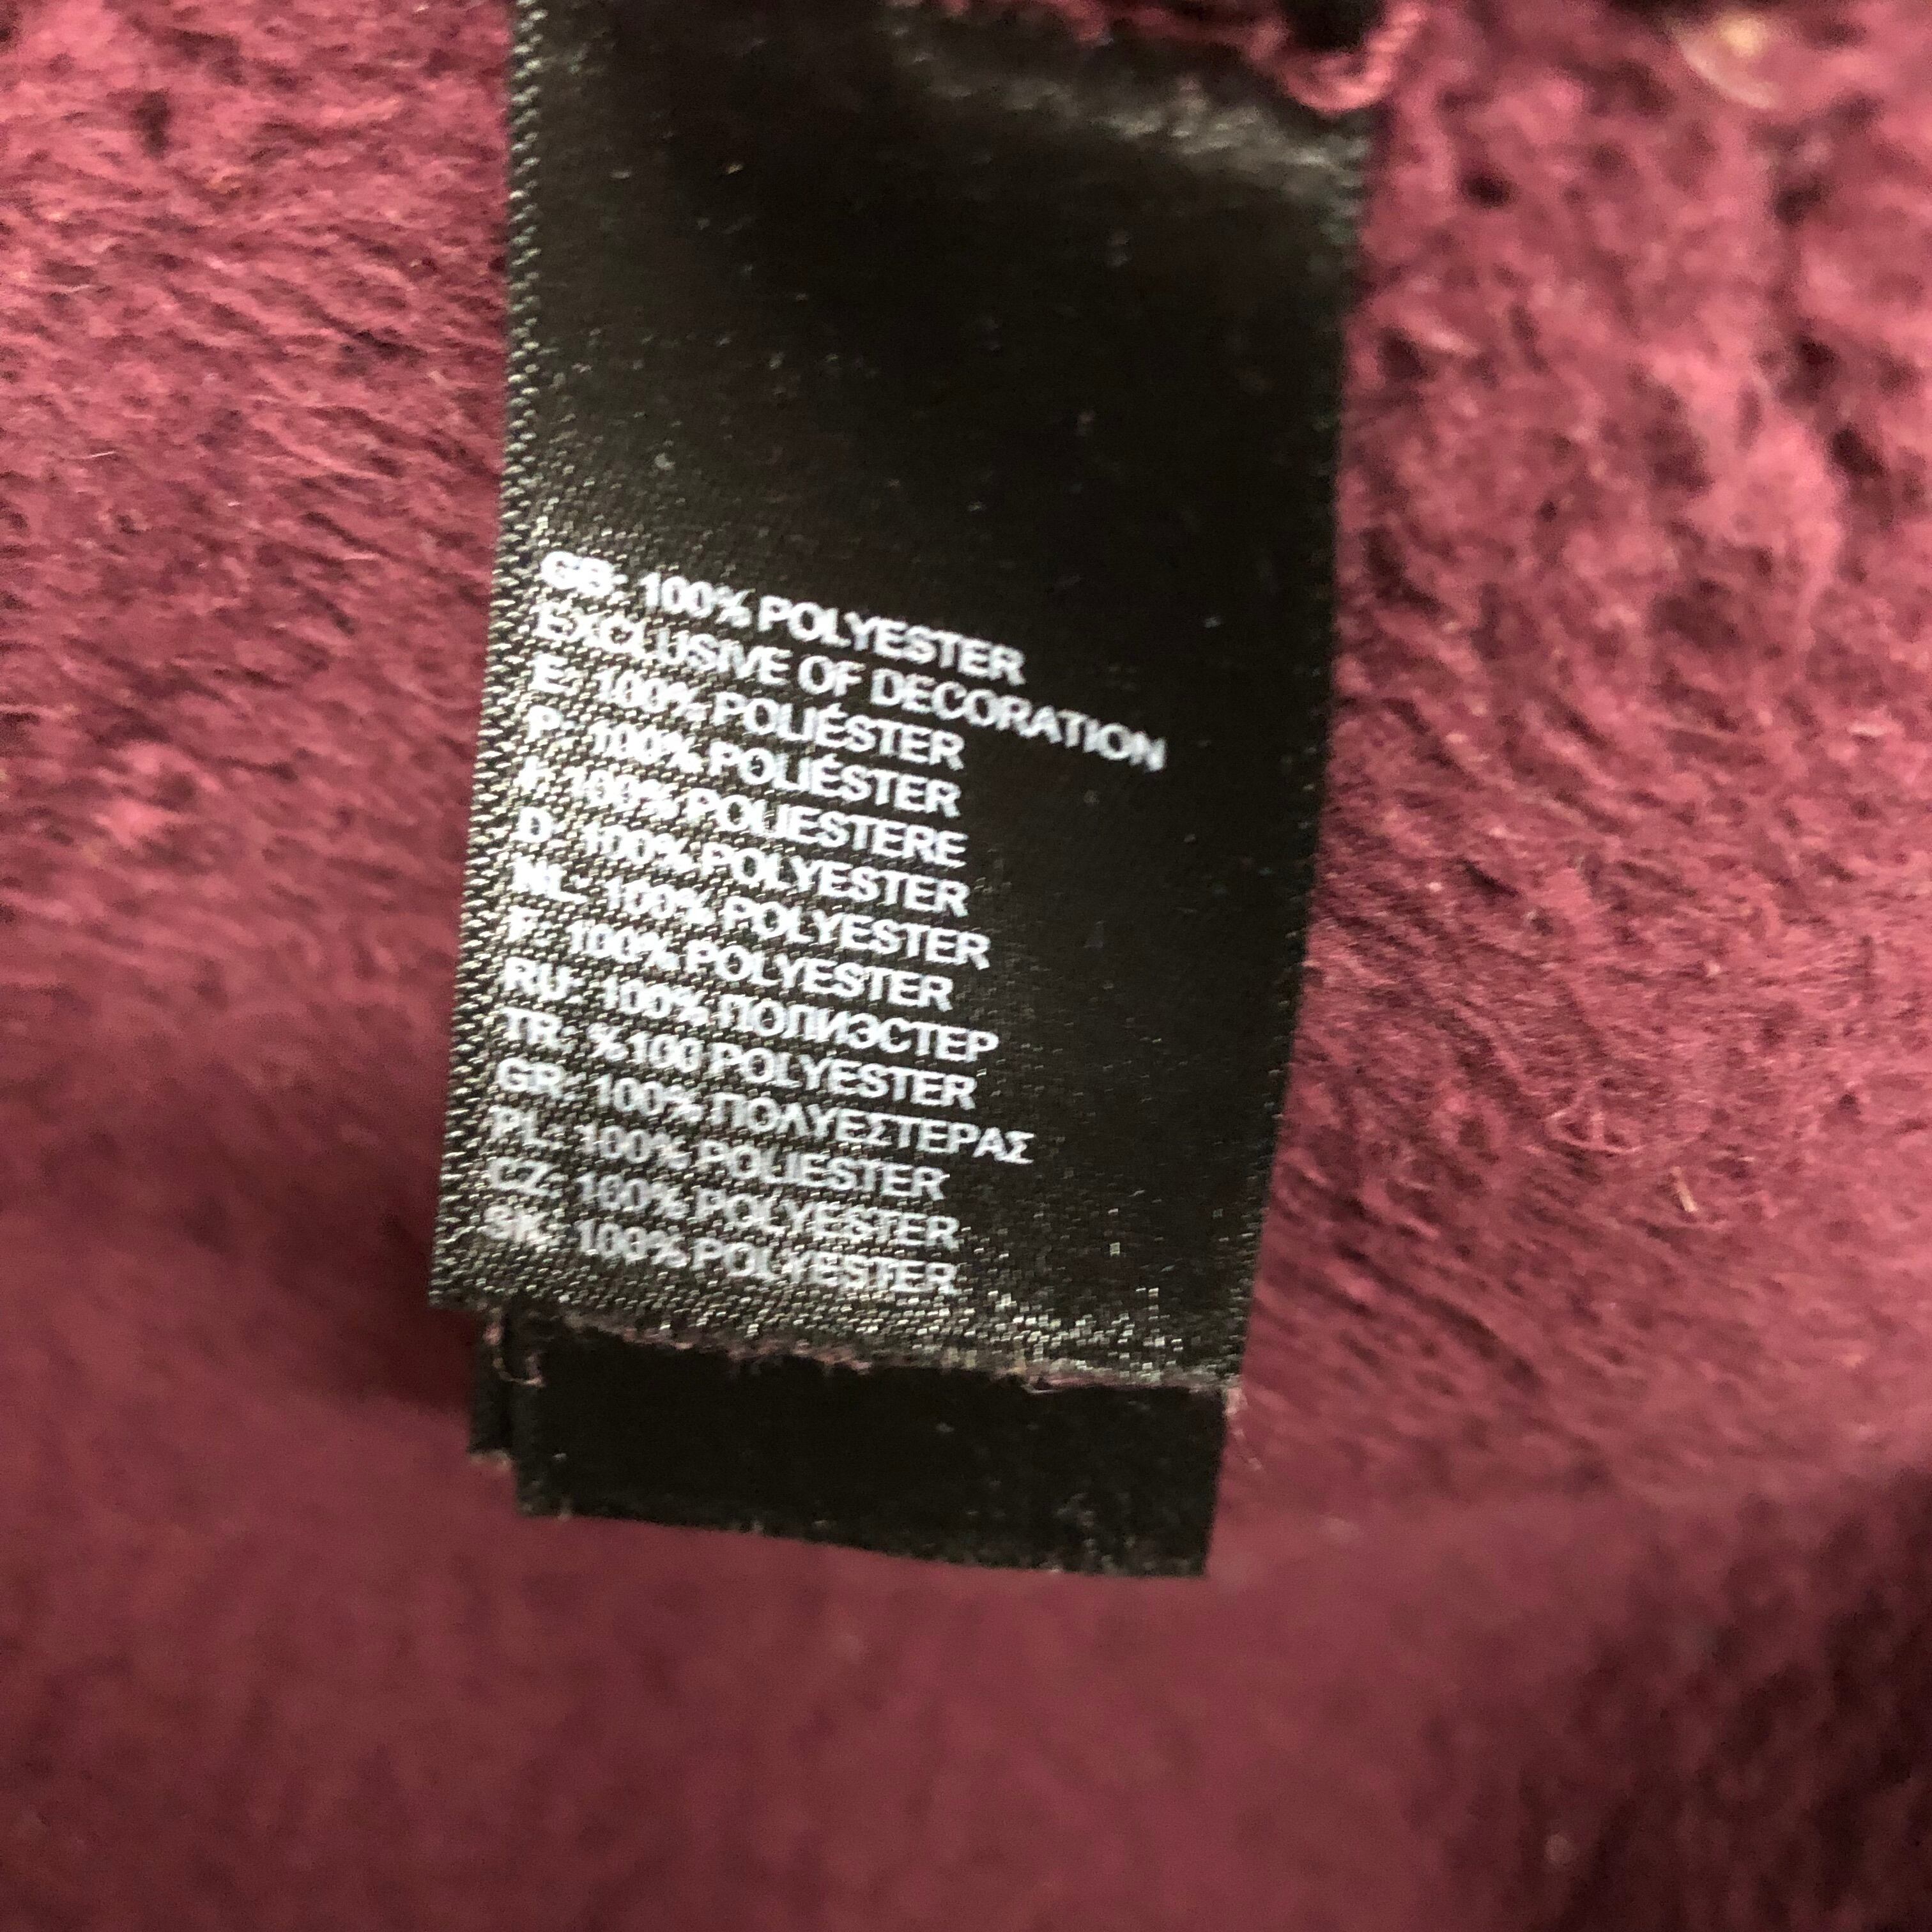 GB: 100% POLYESTER
EXCLUSIVE OF DECORATION
E: 100% POLIÉSTER
P: 100% POLIÉSTER
I: 100% POLIESTERE
D: 100% POLYESTER
NL: 100% POLYESTER
F: 100% POLYESTER
RU: 100% ПОЛИЭСТЕР
TR: %100 POLYESTER
GR: 100% ΠΟΛΥΕΣΤΕΡΑΣ
PL: 100% POLIESTER
CZ: 100% POLYESTER
SK: 100% POLYESTER